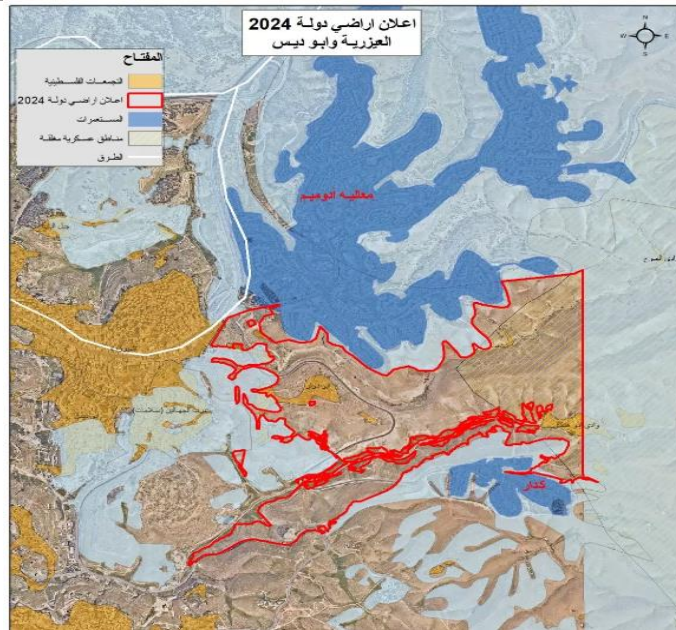 اعلان اراضي دولة 2024
العيزرية وابو ديس
N
W
E
S
المفتاح
التجمعات الفلسطينية
اعلان اراضي دولة 2024
المستعمرات
مناطق عسكرية مغلقة
الطرق
معاليه ادوميم
كدار